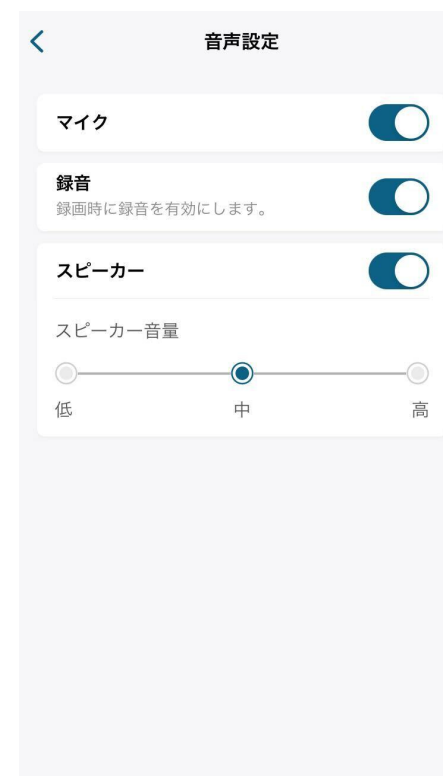 音声設定
マイク
録音
録画時に録音を有効にします。
スピーカー
スピーカー音量
低 中 高